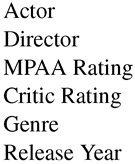 Actor
Director
MPAA Rating
Critic Rating
Genre
Release Year